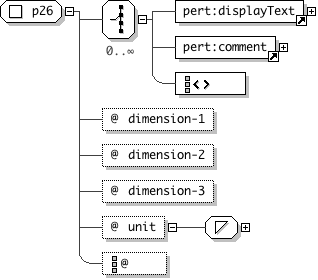 p26
0..∞
pert:displayText
pert:comment
<>
@ dimension-1
@ dimension-2
@ dimension-3
@ unit
@